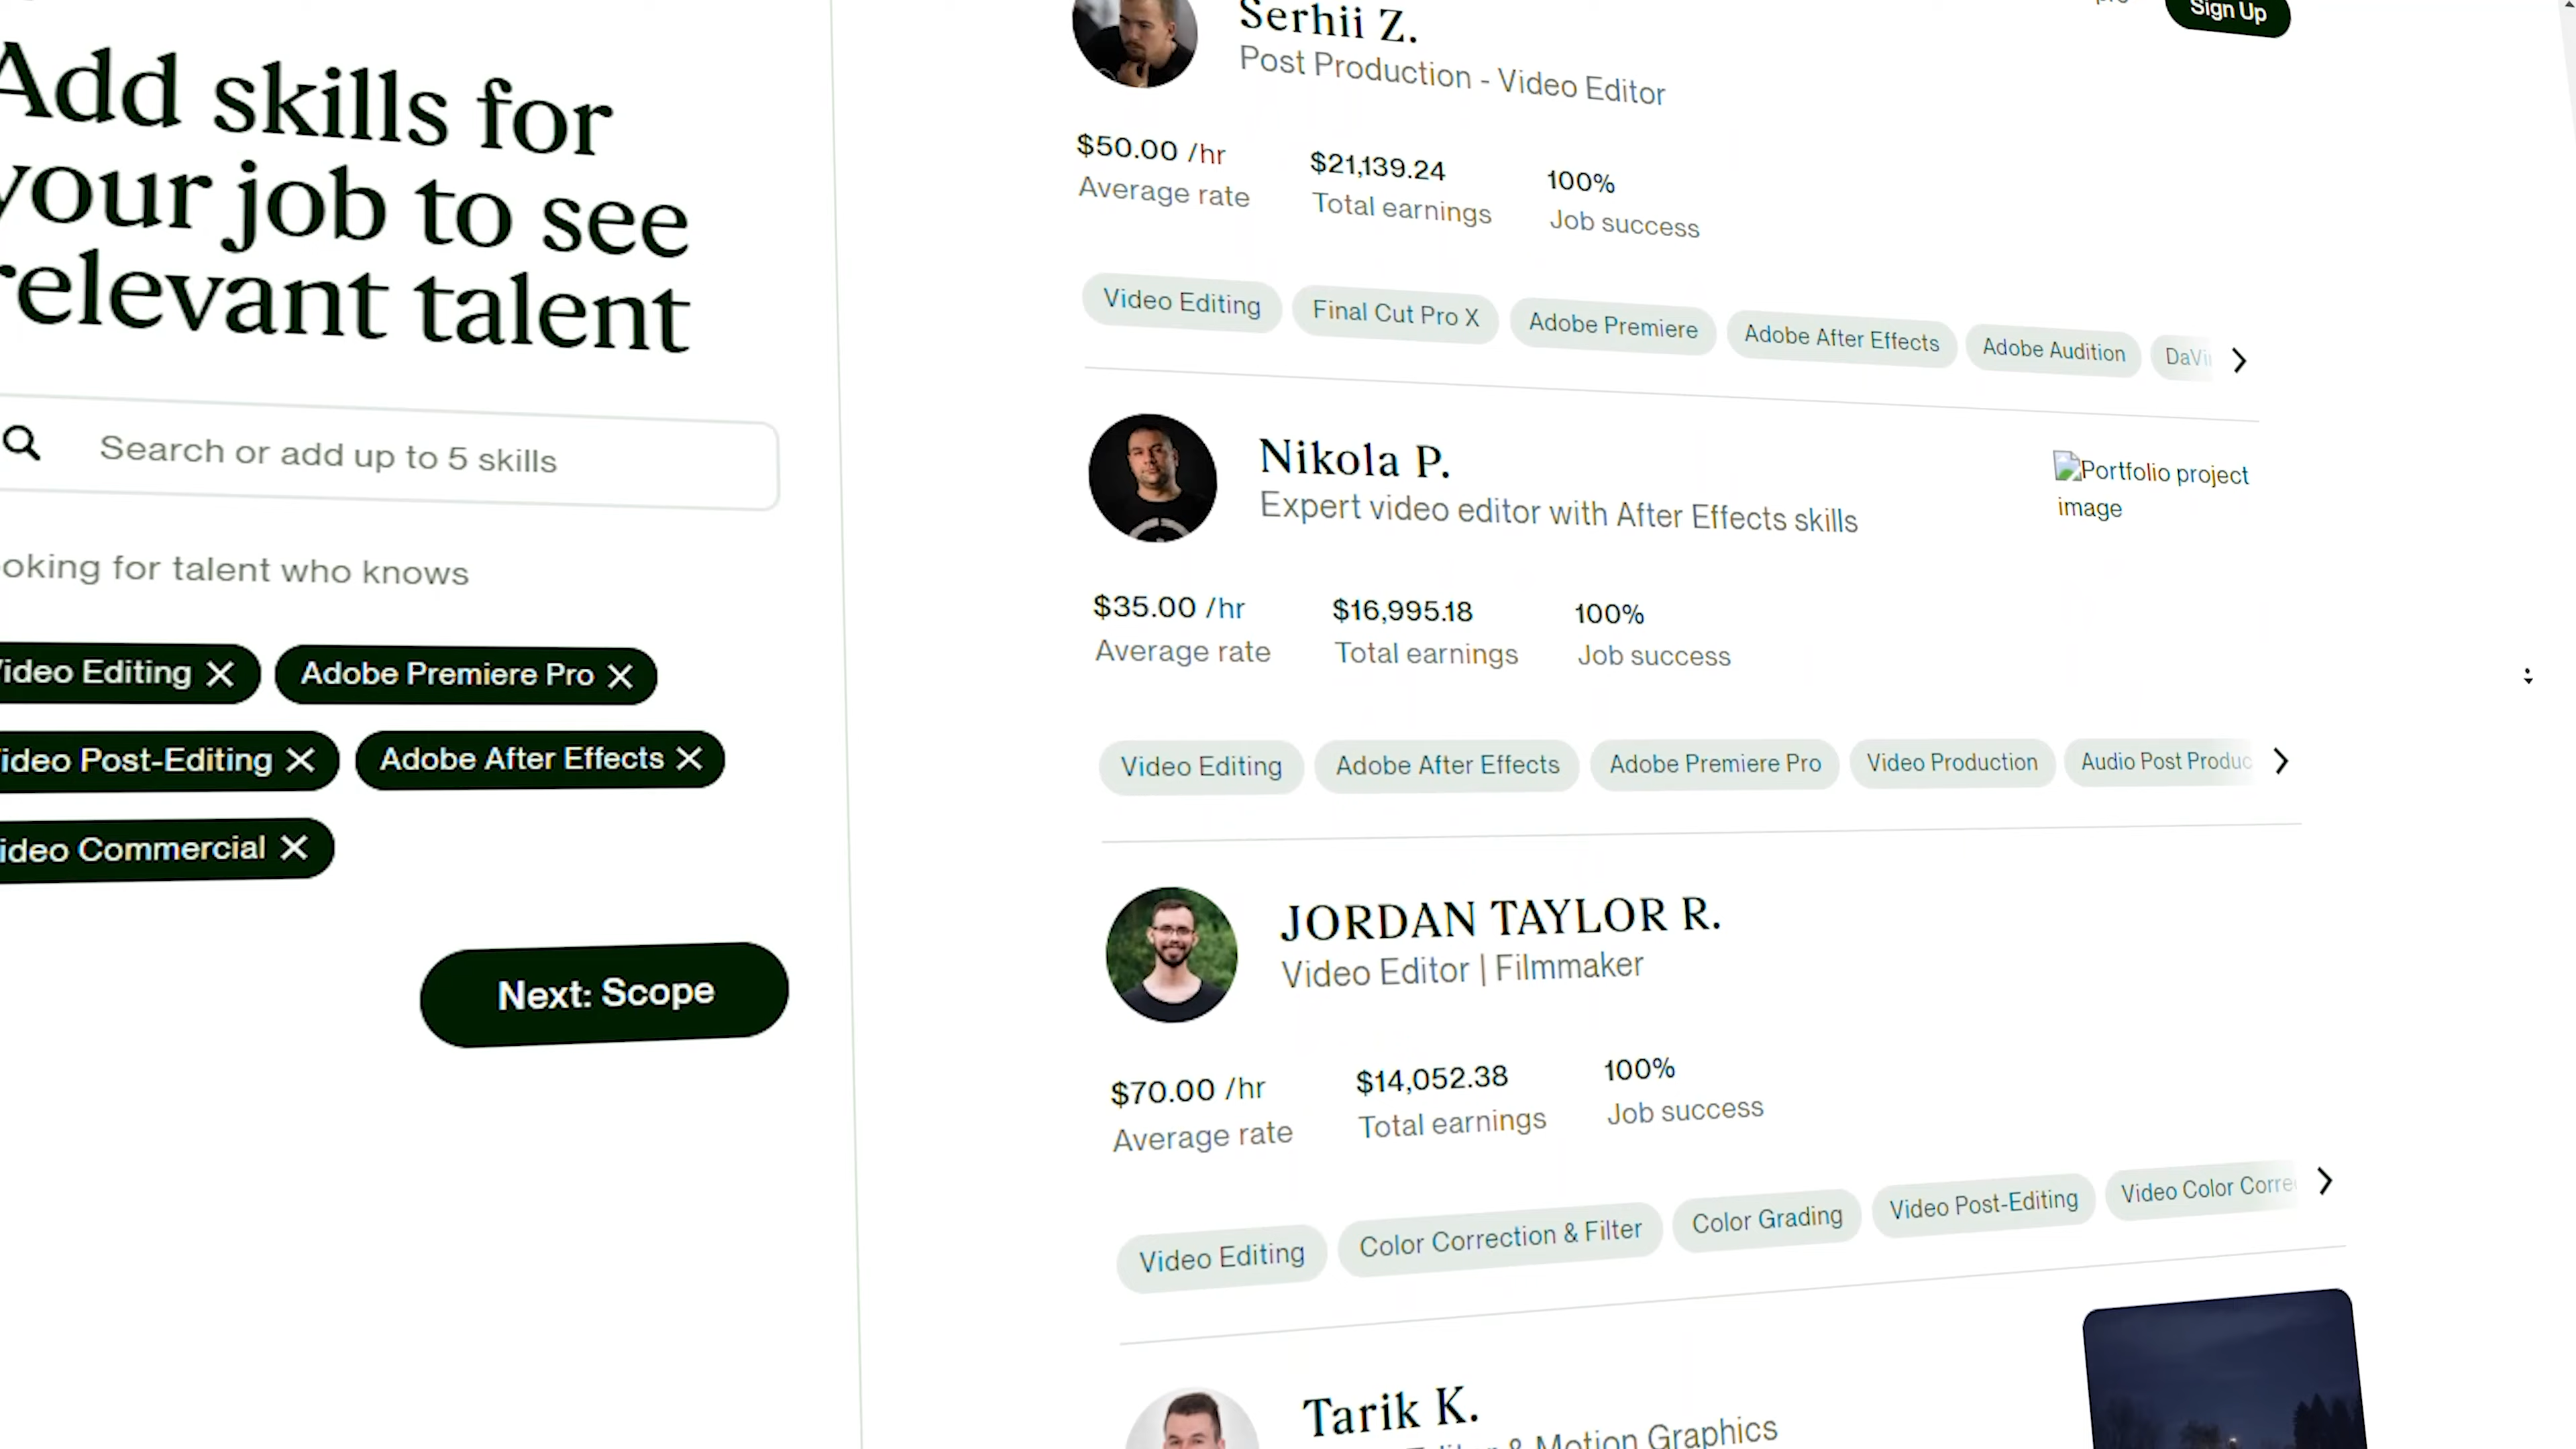 Add skills for
your job to see
relevant talent
Search or add up to 5 skills
oking for talent who knows
ideo Editing
Adobe Premiere Pro
ideo Post-Editing
Adobe After Effects
ideo Commercial
Next: Scope
Sign Up
Serhii Z.
Post Production - Video Editor
$50.00 /hr
Average rate
$21,139.24
Total earnings
100%
Job success
Video Editing
Final Cut Pro X
Adobe Premiere
Adobe After Effects
Adobe Audition
DaVi
Nikola P.
Expert video editor with After Effects skills
Portfolio project
image
$35.00 /hr
Average rate
$16,995.18
Total earnings
100%
Job success
Video Editing
Adobe After Effects
Adobe Premiere Pro
Video Production
Audio Post Produc
JORDAN TAYLOR R.
Video Editor | Filmmaker
$70.00 /hr
Average rate
$14,052.38
Total earnings
100%
Job success
Video Editing
Color Correction & Filter
Color Grading
Video Post-Editing
Video Color Corre
Tarik K.
& Motion Graphics